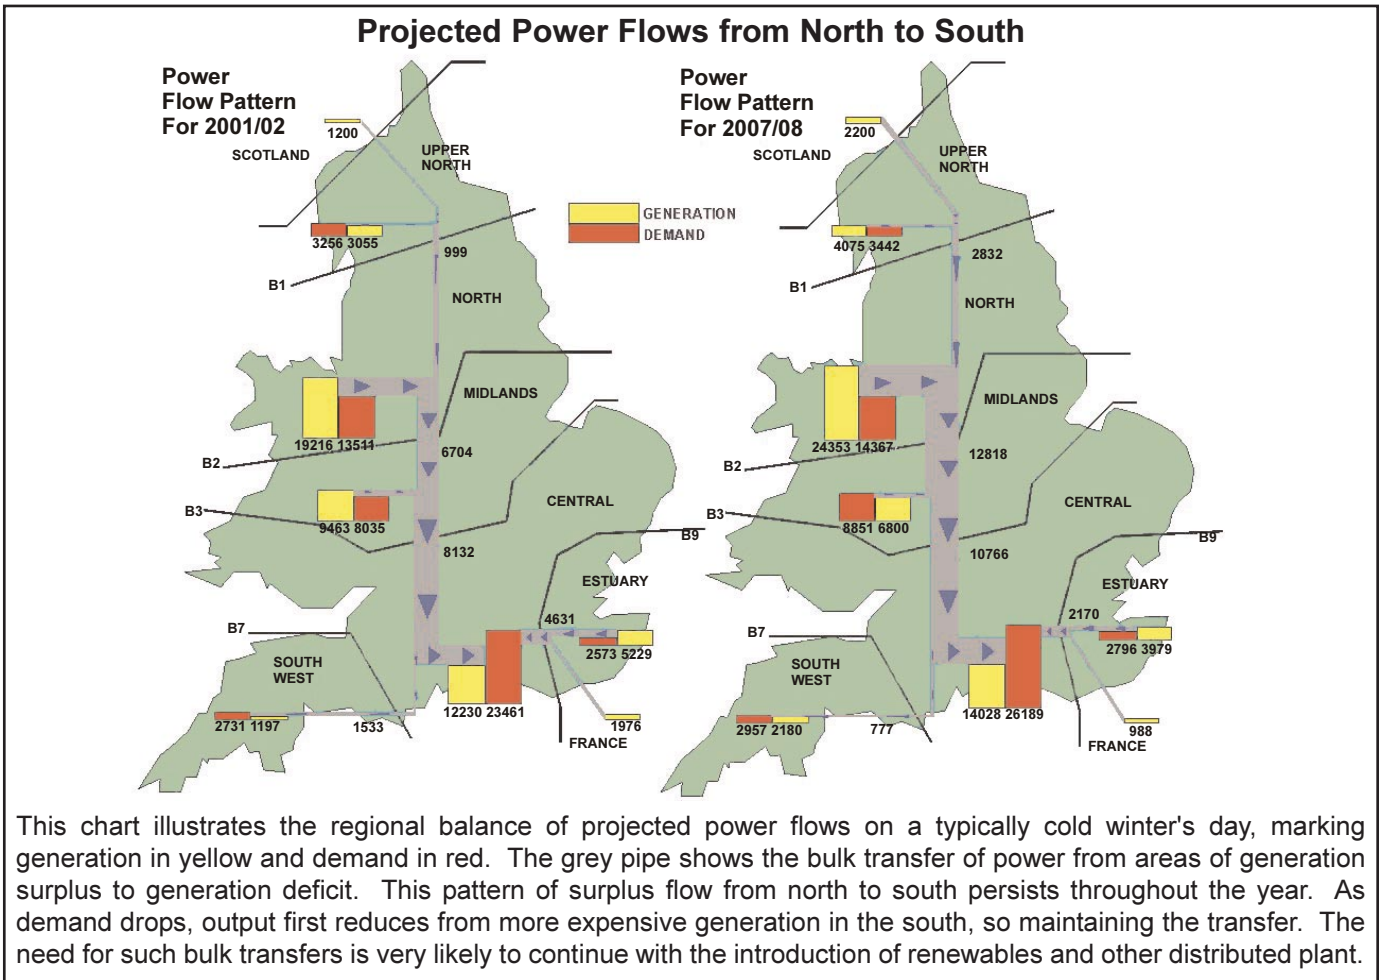 Projected Power Flows from North to South
Power
Flow Pattern
For 2001/02
1200
SCOTLAND
UPPER
NORTH
3256 3055
999
B1
NORTH
MIDLANDS
19216 13511
6704
B2
CENTRAL
B3
9463 8035
8132
B9
ESTUARY
4631
B7
2573 5229
SOUTH
WEST
12230 23461
2731 1197
1533
1976
FRANCE
GENERATION
DEMAND
Power
Flow Pattern
For 2007/08
2200
SCOTLAND
UPPER
NORTH
4075 3442
2832
B1
NORTH
MIDLANDS
24353 14367
12818
B2
CENTRAL
B3
8851 6800
10766
B9
ESTUARY
2170
B7
2796 3979
SOUTH
WEST
14028 26189
2957 2180
777
988
FRANCE
This chart illustrates the regional balance of projected power flows on a typically cold winter's day, marking
generation in yellow and demand in red. The grey pipe shows the bulk transfer of power from areas of generation
surplus to generation deficit. This pattern of surplus flow from north to south persists throughout the year. As
demand drops, output first reduces from more expensive generation in the south, so maintaining the transfer. The
need for such bulk transfers is very likely to continue with the introduction of renewables and other distributed plant.